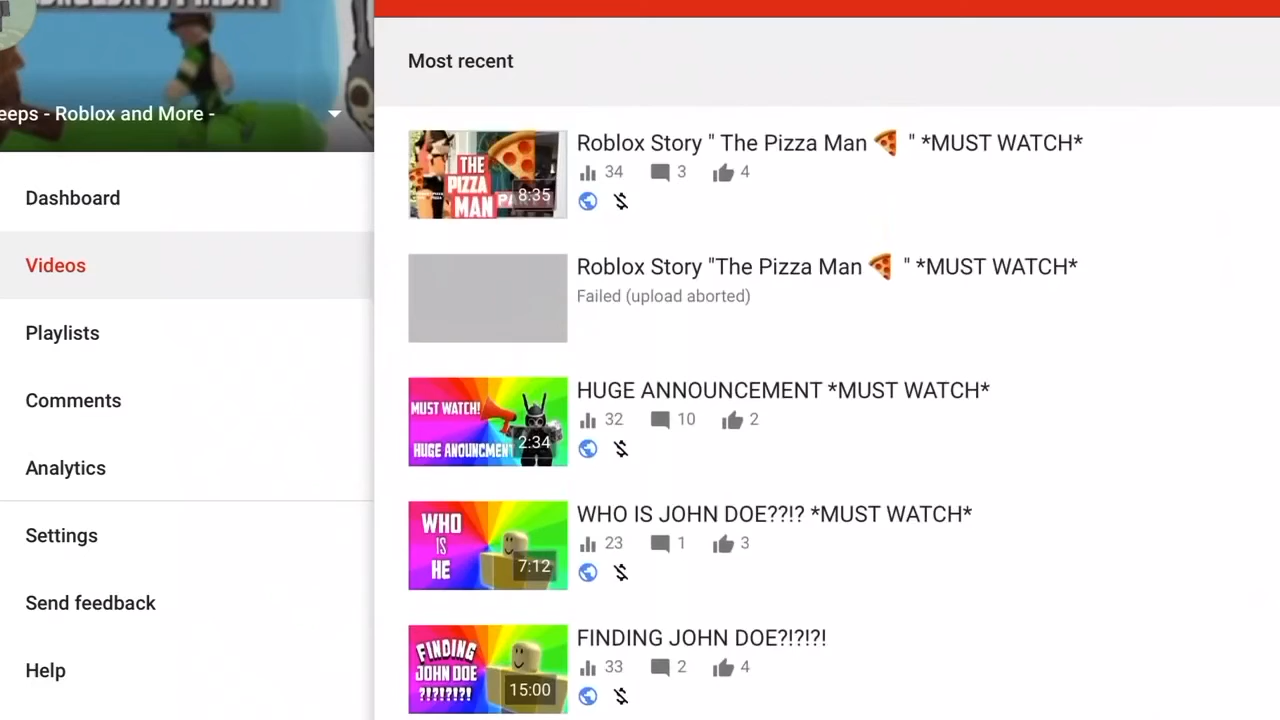 eeps - Roblox and More -
Dashboard
Videos
Playlists
Comments
Analytics
Settings
Send feedback
Help
Most recent
THE
PIZZA
MAN
8:35
Roblox Story " The Pizza Man 🍕 " *MUST WATCH*
34 3 4
Roblox Story "The Pizza Man 🍕 " *MUST WATCH*
Failed (upload aborted)
MUST WATCH!
HUGE ANOUNCMENT
2:34
HUGE ANNOUNCEMENT *MUST WATCH*
32 10 2
WHO
IS
HE
7:12
WHO IS JOHN DOE??!? *MUST WATCH*
23 1 3
FINDING
JOHN DOE
?!?!?!?!
15:00
FINDING JOHN DOE?!?!?!
33 2 4